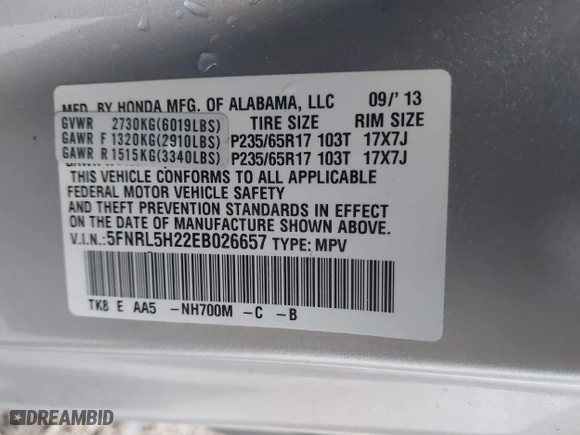 MFD. BY HONDA MFG. OF ALABAMA, LLC 09/'13
GVWR 2730KG(6019LBS) TIRE SIZE RIM SIZE
GAWR F 1320KG(2910LBS) P235/65R17 103T 17X7J
GAWR R 1515KG(3340LBS) P235/65R17 103T 17X7J
THIS VEHICLE CONFORMS TO ALL APPLICABLE
FEDERAL MOTOR VEHICLE SAFETY
AND THEFT PREVENTION STANDARDS IN EFFECT
ON THE DATE OF MANUFACTURE SHOWN ABOVE.
V.I.N.: 5FNRL5H22EB026657 TYPE: MPV
TK8 E AA5 -NH700M -C -B
DREAMBID